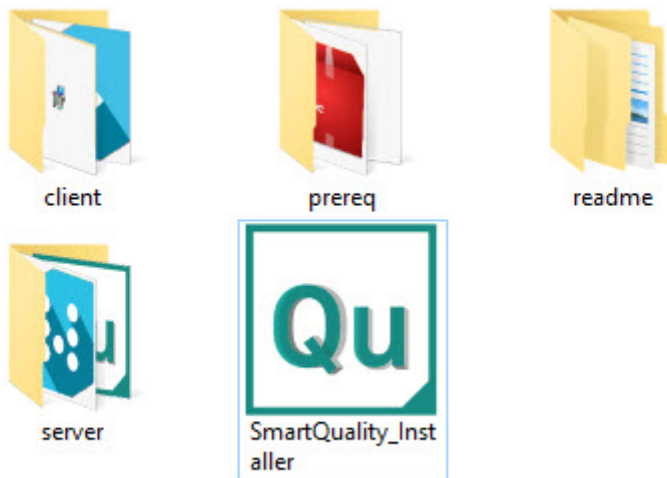 client
prereq
readme
server
Qu
SmartQuality_Inst
aller